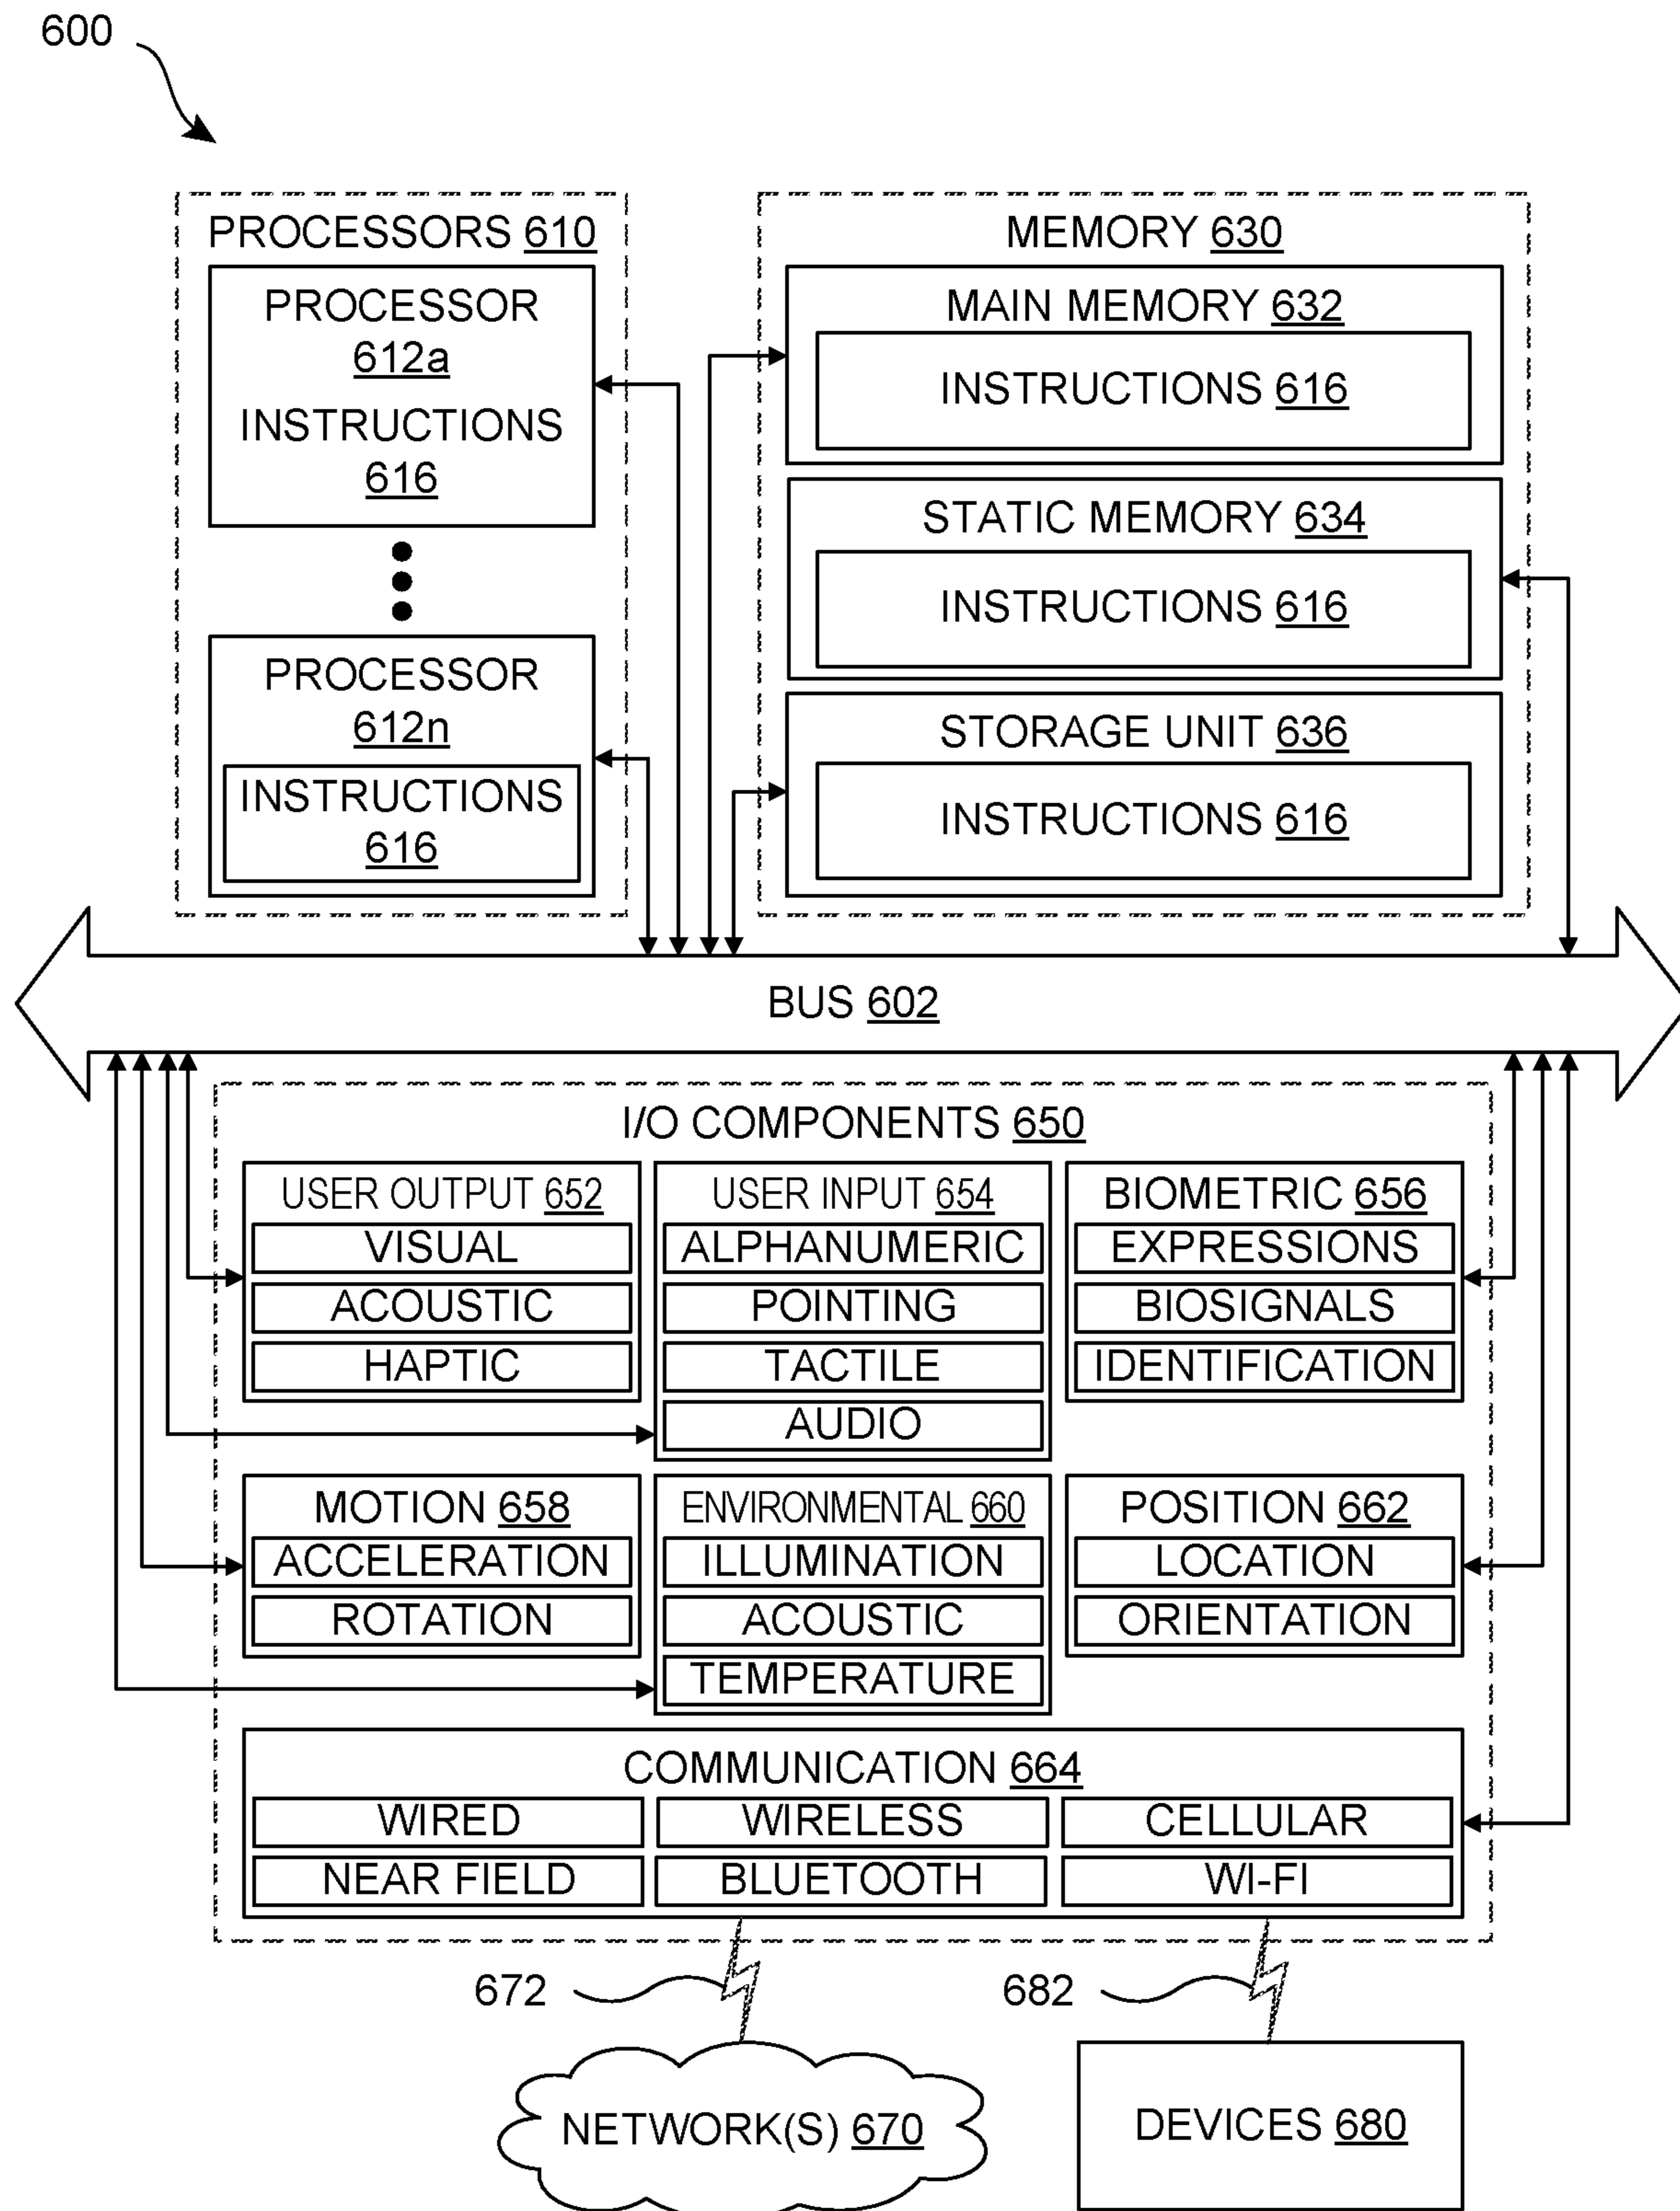 600
PROCESSORS 610
PROCESSOR
612a
INSTRUCTIONS
616
PROCESSOR
612n
INSTRUCTIONS
616
MEMORY 630
MAIN MEMORY 632
INSTRUCTIONS 616
STATIC MEMORY 634
INSTRUCTIONS 616
STORAGE UNIT 636
INSTRUCTIONS 616
BUS 602
I/O COMPONENTS 650
USER OUTPUT 652
VISUAL
ACOUSTIC
HAPTIC
USER INPUT 654
ALPHANUMERIC
POINTING
TACTILE
AUDIO
BIOMETRIC 656
EXPRESSIONS
BIOSIGNALS
IDENTIFICATION
MOTION 658
ACCELERATION
ROTATION
ENVIRONMENTAL 660
ILLUMINATION
ACOUSTIC
TEMPERATURE
POSITION 662
LOCATION
ORIENTATION
COMMUNICATION 664
WIRED
WIRELESS
CELLULAR
NEAR FIELD
BLUETOOTH
WI-FI
672
682
NETWORK(S) 670
DEVICES 680